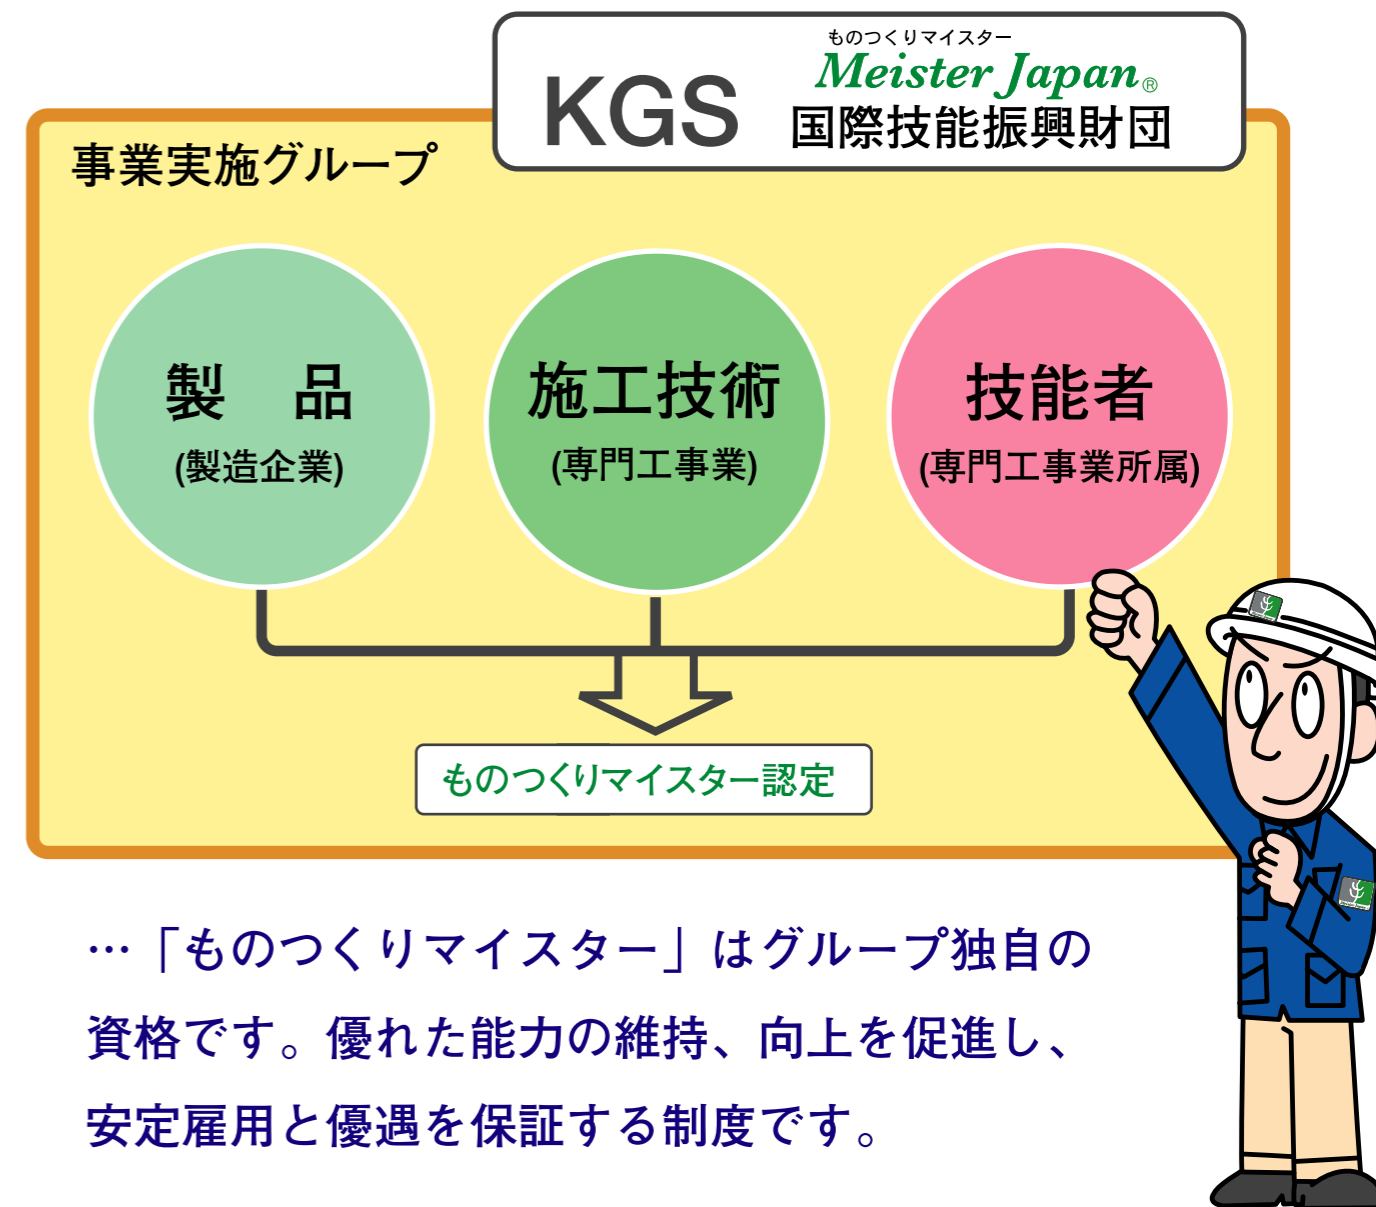 ものつくりマイスター
KGS
Meister Japan®
国際技能振興財団
事業実施グループ
製　品
(製造企業)
施工技術
(専門工事業)
技能者
(専門工事業所属)
ものつくりマイスター認定
…「ものつくりマイスター」はグループ独自の
資格です。優れた能力の維持、向上を促進し、
安定雇用と優遇を保証する制度です。